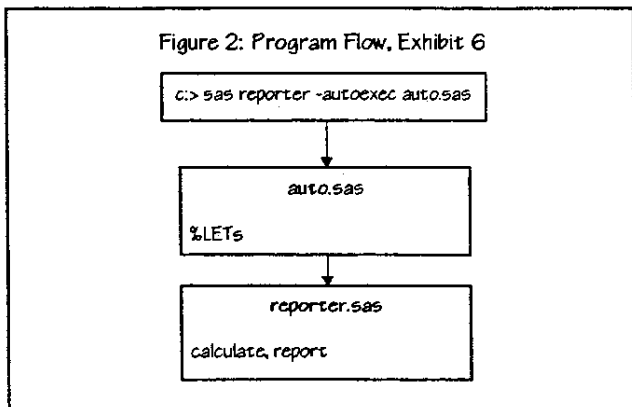 Figure 2: Program Flow, Exhibit 6
c:> sas reporter -autoexec auto.sas
auto.sas
%LETs
reporter.sas
calculate, report